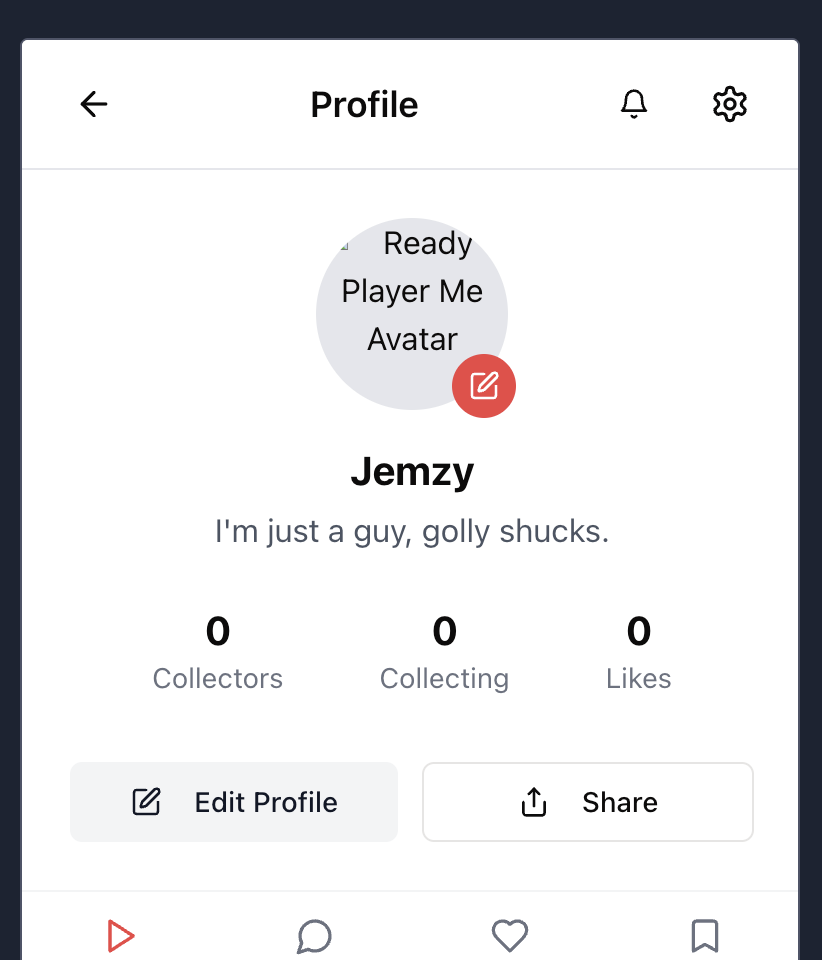 Profile
Ready
Player Me
Avatar
Jemzy
I'm just a guy, golly shucks.
0 0 0
Collectors Collecting Likes
Edit Profile Share